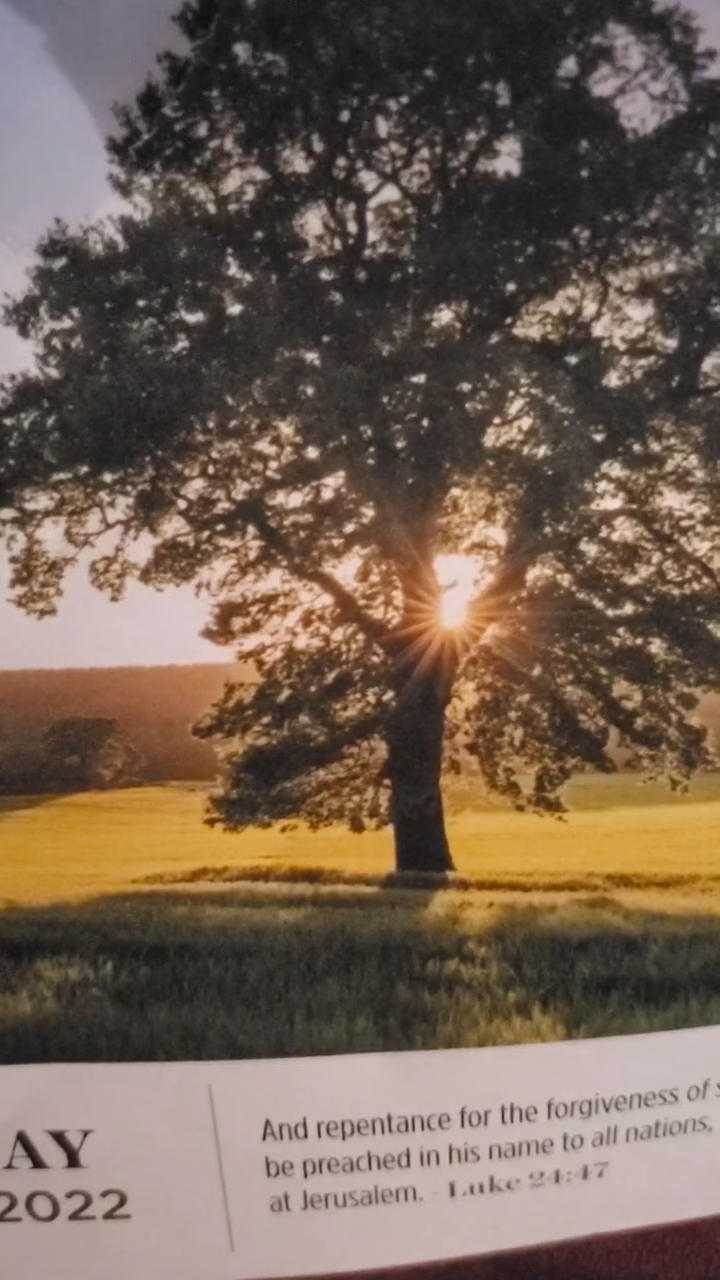 AY
2022
And repentance for the forgiveness of s
be preached in his name to all nations,
at Jerusalem. - Luke 24:47